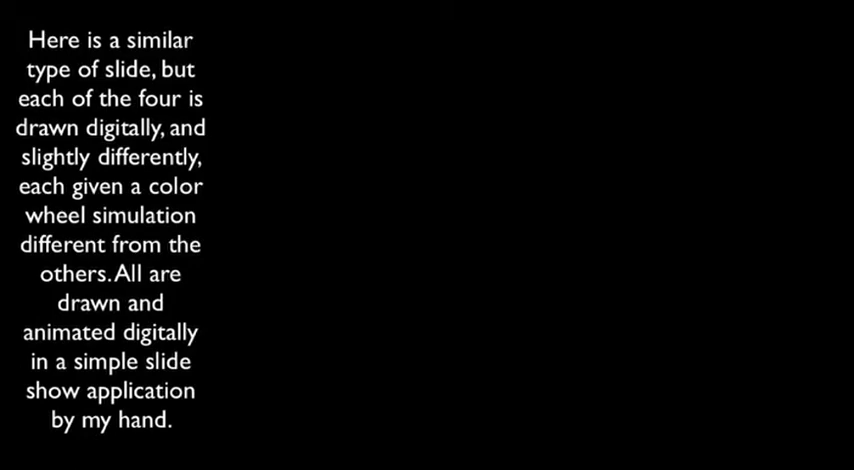 Here is a similar
type of slide, but
each of the four is
drawn digitally, and
slightly differently,
each given a color
wheel simulation
different from the
others. All are
drawn and
animated digitally
in a simple slide
show application
by my hand.